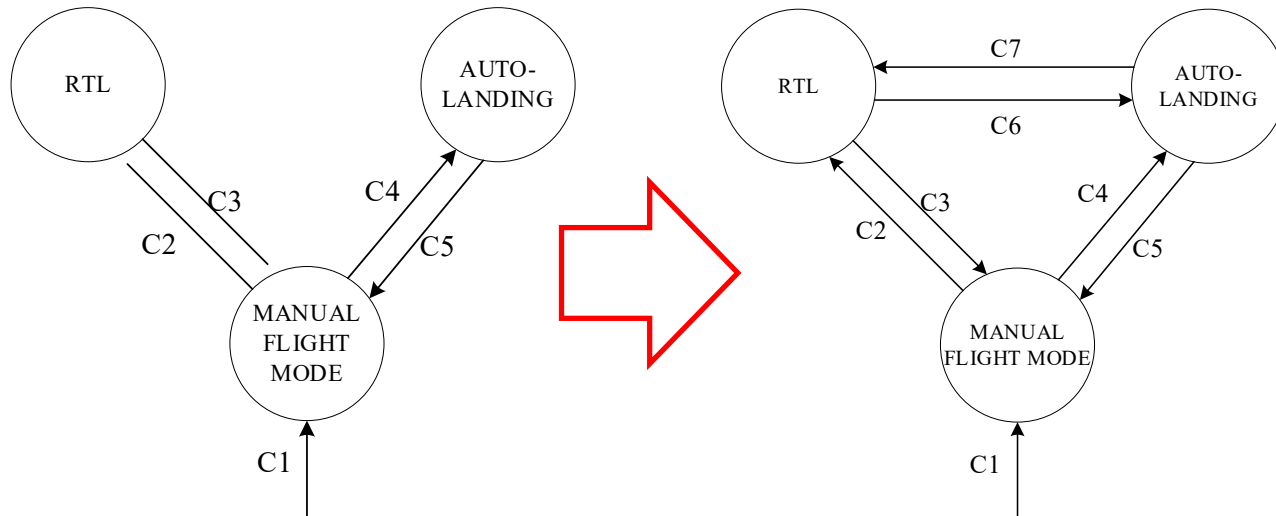 RTL
AUTO-
LANDING
C3
C2
C4
C5
MANUAL
FLIGHT
MODE
C1
C7
RTL
AUTO-
LANDING
C6
C3
C2
C4
C5
MANUAL
FLIGHT MODE
C1